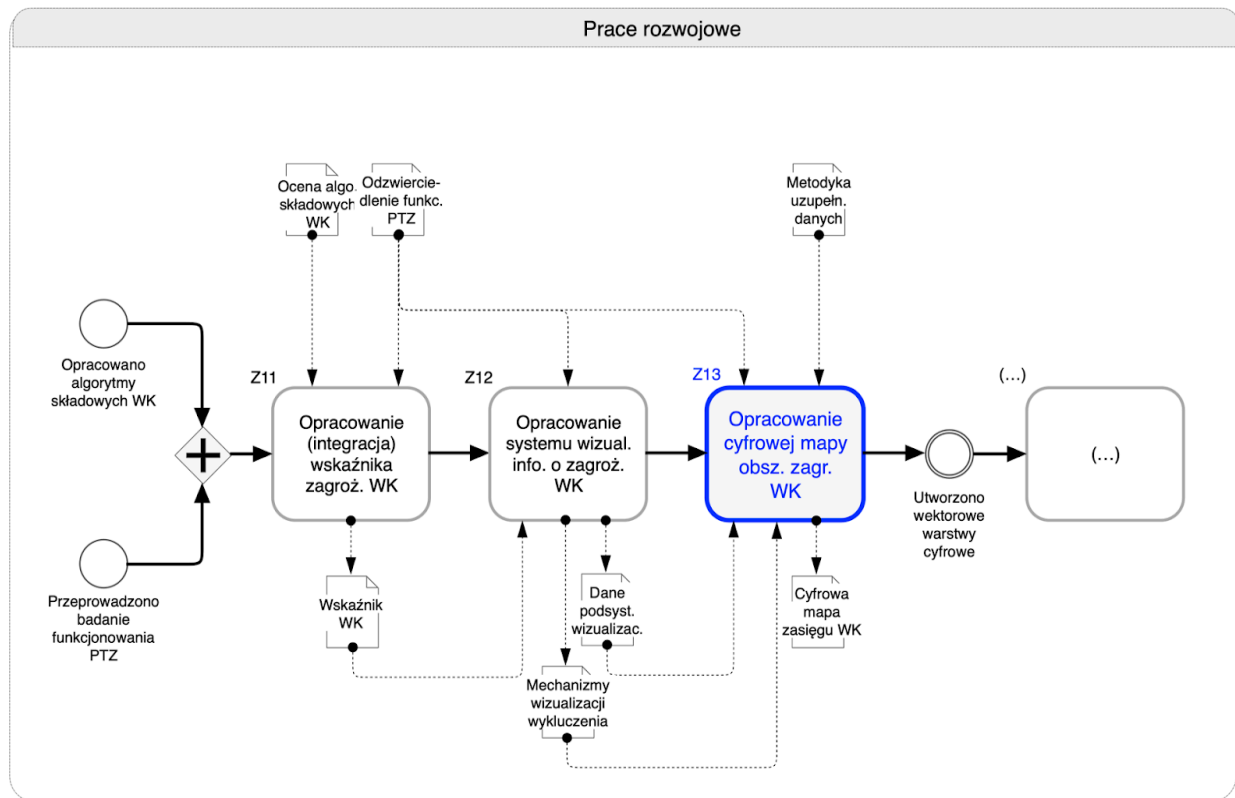 Prace rozwojowe
Ocena algo.
składowych
WK
Odzwiercie-
dlenie funkc.
PTZ
Metodyka
uzupełn.
danych
Opracowano
algorytmy
składowych WK
Przeprowadzono
badanie
funkcjonowania
PTZ
Z11
Opracowanie
(integracja)
wskaźnika
zagroż. WK
Z12
Opracowanie
systemu wizual.
info. o zagroż.
WK
Z13
Opracowanie
cyfrowej mapy
obsz. zagr.
WK
Utworzono
wektorowe
warstwy
cyfrowe
(...)
(...)
Wskaźnik
WK
Mechanizmy
wizualizacji
wykluczenia
Dane
podsyst.
wizualizac.
Cyfrowa
mapa
zasięgu WK